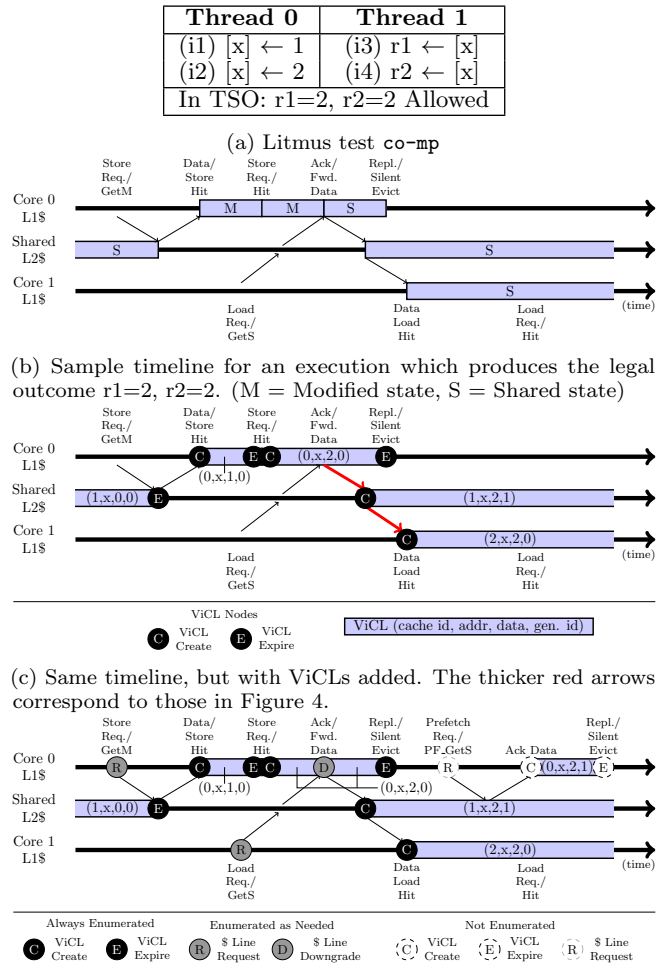 Thread 0 Thread 1
(i1) [x] ← 1 (i3) r1 ← [x]
(i2) [x] ← 2 (i4) r2 ← [x]
In TSO: r1=2, r2=2 Allowed
(a) Litmus test co-mp
Store Req./ GetM
Data/ Store Hit
Store Req./ Hit
Ack/ Fwd. Data
Repl./ Silent Evict
Core 0 L1$
M M S
Shared L2$
S S
Core 1 L1$
S
(time)
Load Req./ GetS
Data Load Hit
Load Req./ Hit
(b) Sample timeline for an execution which produces the legal
outcome r1=2, r2=2. (M = Modified state, S = Shared state)
Store Req./ GetM
Data/ Store Hit
Store Req./ Hit
Ack/ Fwd. Data
Repl./ Silent Evict
Core 0 L1$
C E C (0,x,2,0) E
(0,x,1,0)
Shared L2$
(1,x,0,0) E C (1,x,2,1)
Core 1 L1$
C (2,x,2,0)
(time)
Load Req./ GetS
Data Load Hit
Load Req./ Hit
ViCL Nodes
C ViCL Create
E ViCL Expire
ViCL (cache id, addr, data, gen. id)
(c) Same timeline, but with ViCLs added. The thicker red arrows
correspond to those in Figure 4.
Store Req./ GetM
Data/ Store Hit
Store Req./ Hit
Ack/ Fwd. Data
Repl./ Silent Evict
Prefetch Req./ PF-GetS
Ack Data
Repl./ Silent Evict
Core 0 L1$
R C E C D E R C (0,x,2,1) E
(0,x,1,0) (0,x,2,0)
Shared L2$
(1,x,0,0) E C (1,x,2,1)
Core 1 L1$
R C (2,x,2,0)
(time)
Load Req./ GetS
Data Load Hit
Load Req./ Hit
Always Enumerated
C ViCL Create
E ViCL Expire
Enumerated as Needed
R $ Line Request
D $ Line Downgrade
Not Enumerated
C ViCL Create
E ViCL Expire
R $ Line Request